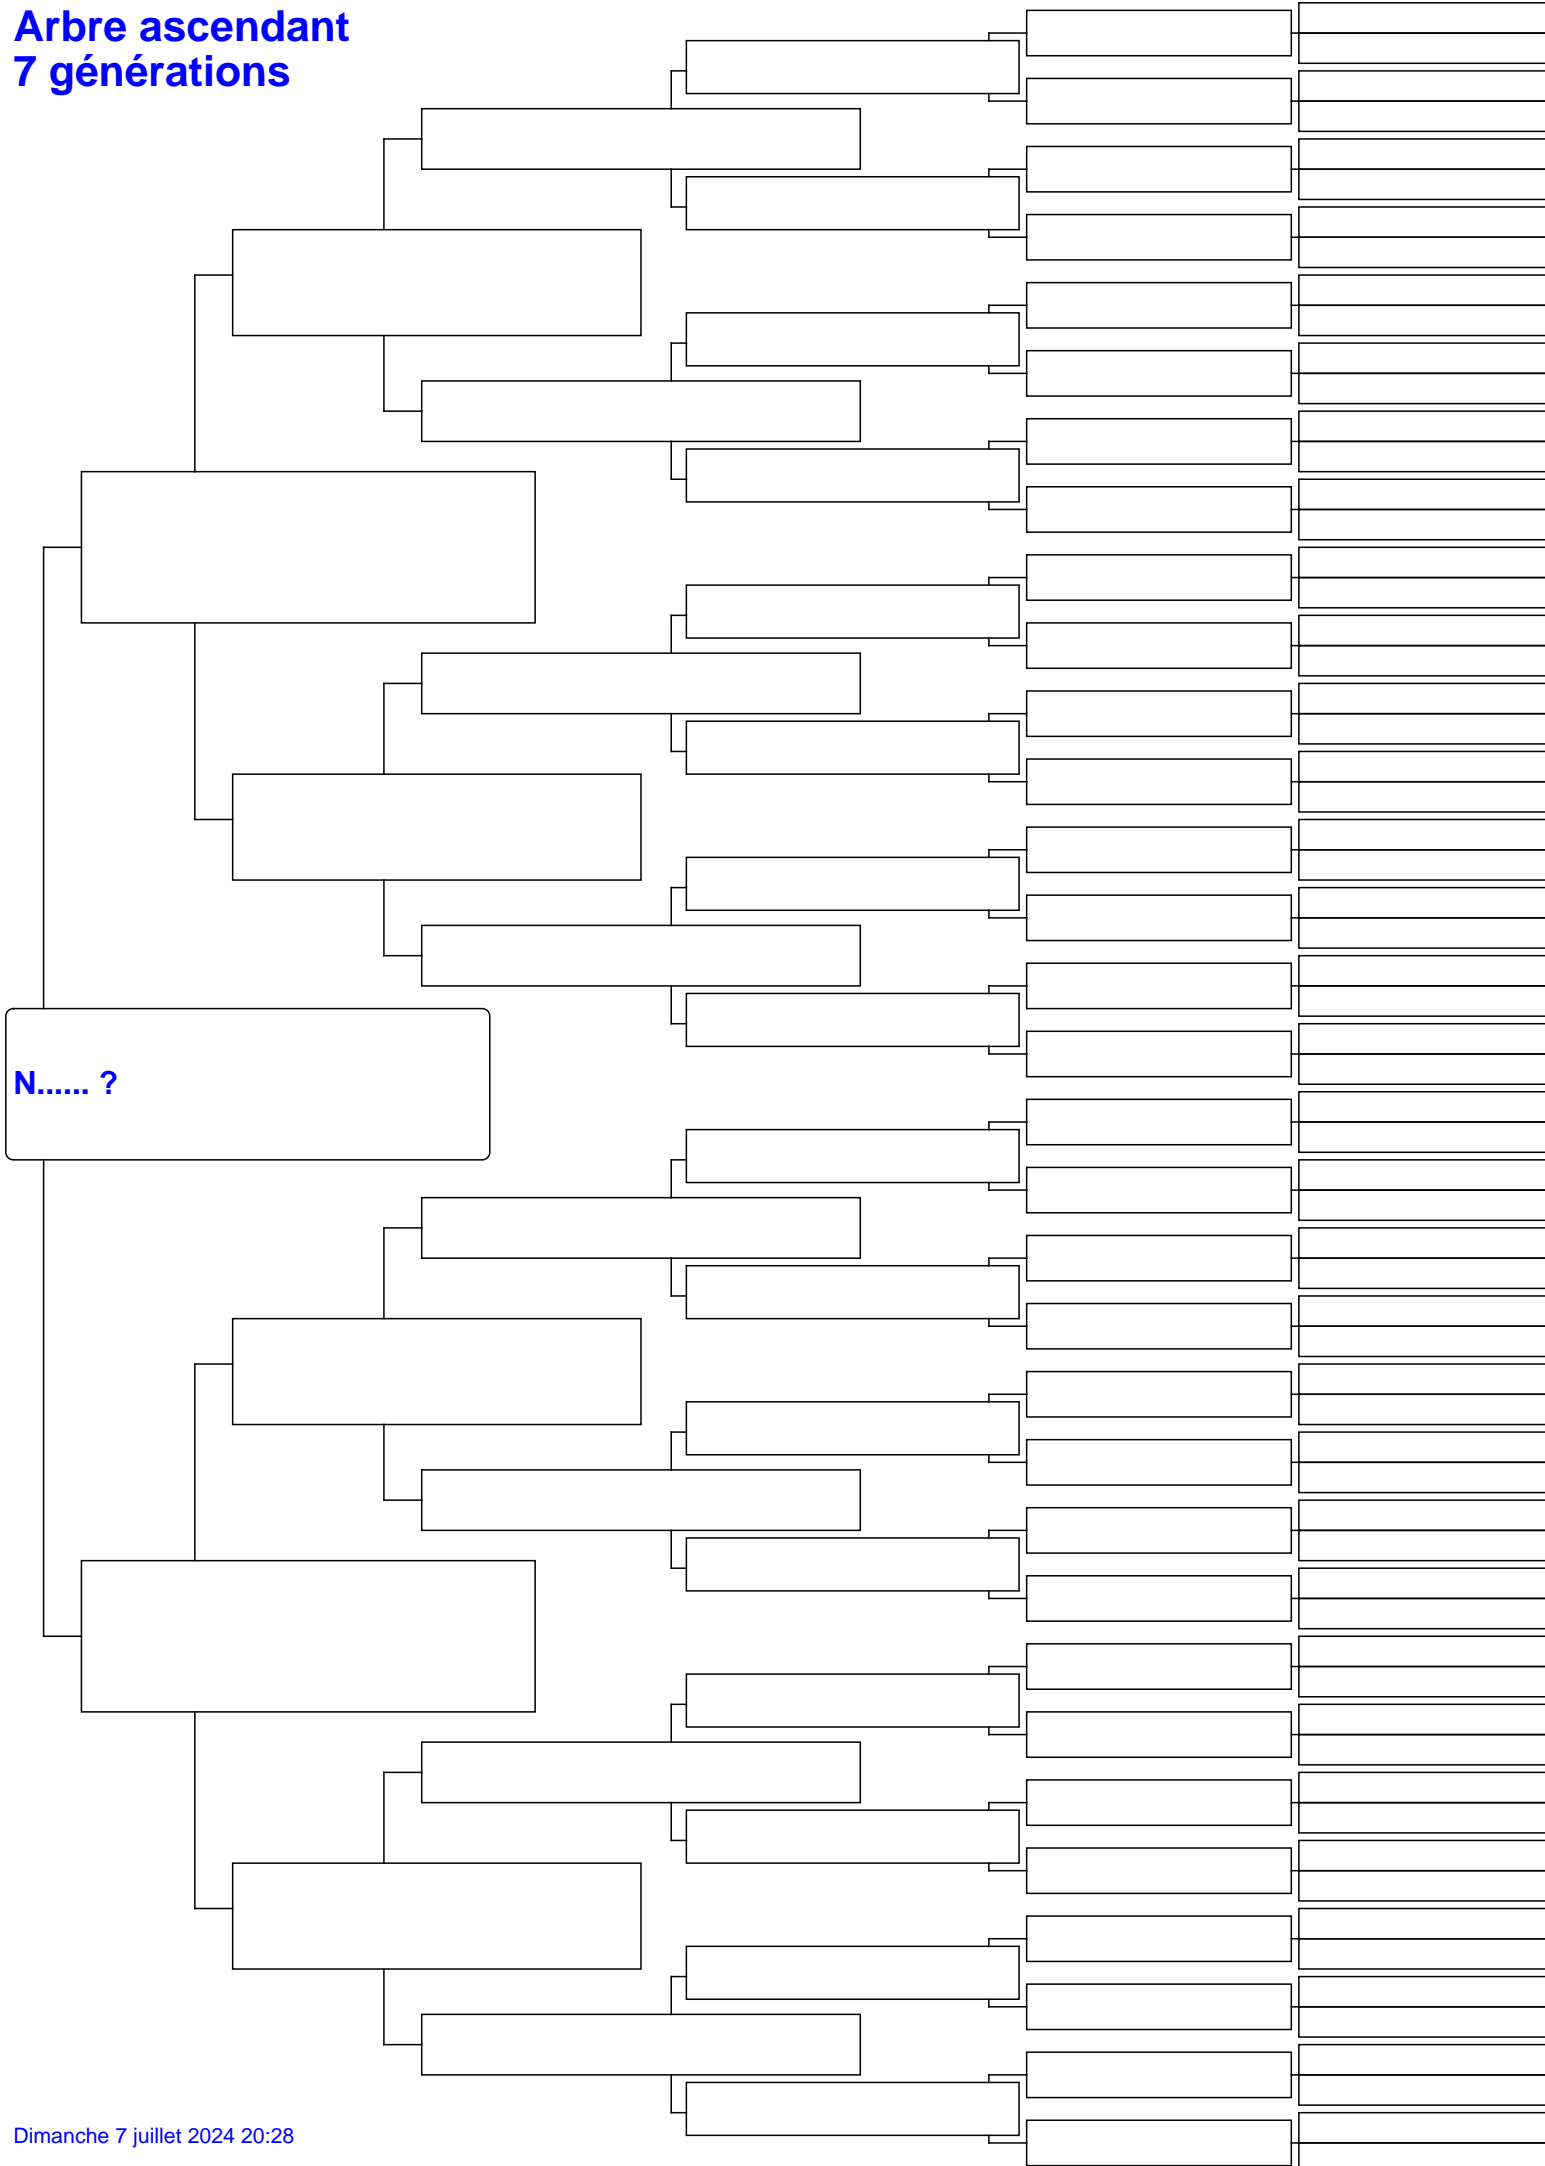 Arbre ascendant
7 générations
N...... ?
Dimanche 7 juillet 2024 20:28